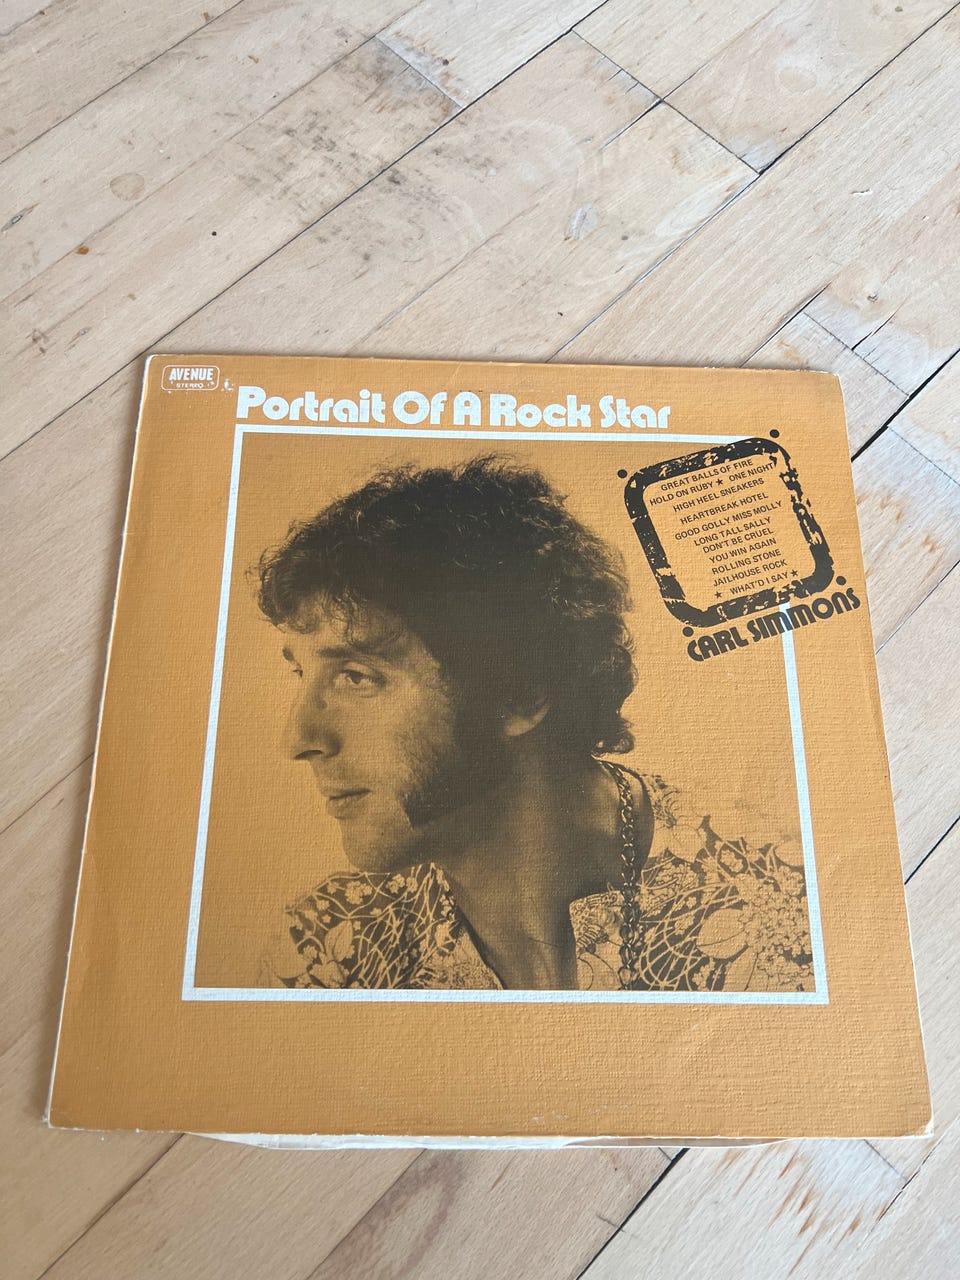 AVENUE
STEREO
Portrait Of A Rock Star
GREAT BALLS OF FIRE
HOLD ON RUBY ★ ONE NIGHT
HIGH HEEL SNEAKERS
HEARTBREAK HOTEL
GOOD GOLLY MISS MOLLY
LONG TALL SALLY
DON'T BE CRUEL
YOU WIN AGAIN
ROLLING STONE
JAILHOUSE ROCK
★ WHAT'D I SAY ★
CARL SIMMONS